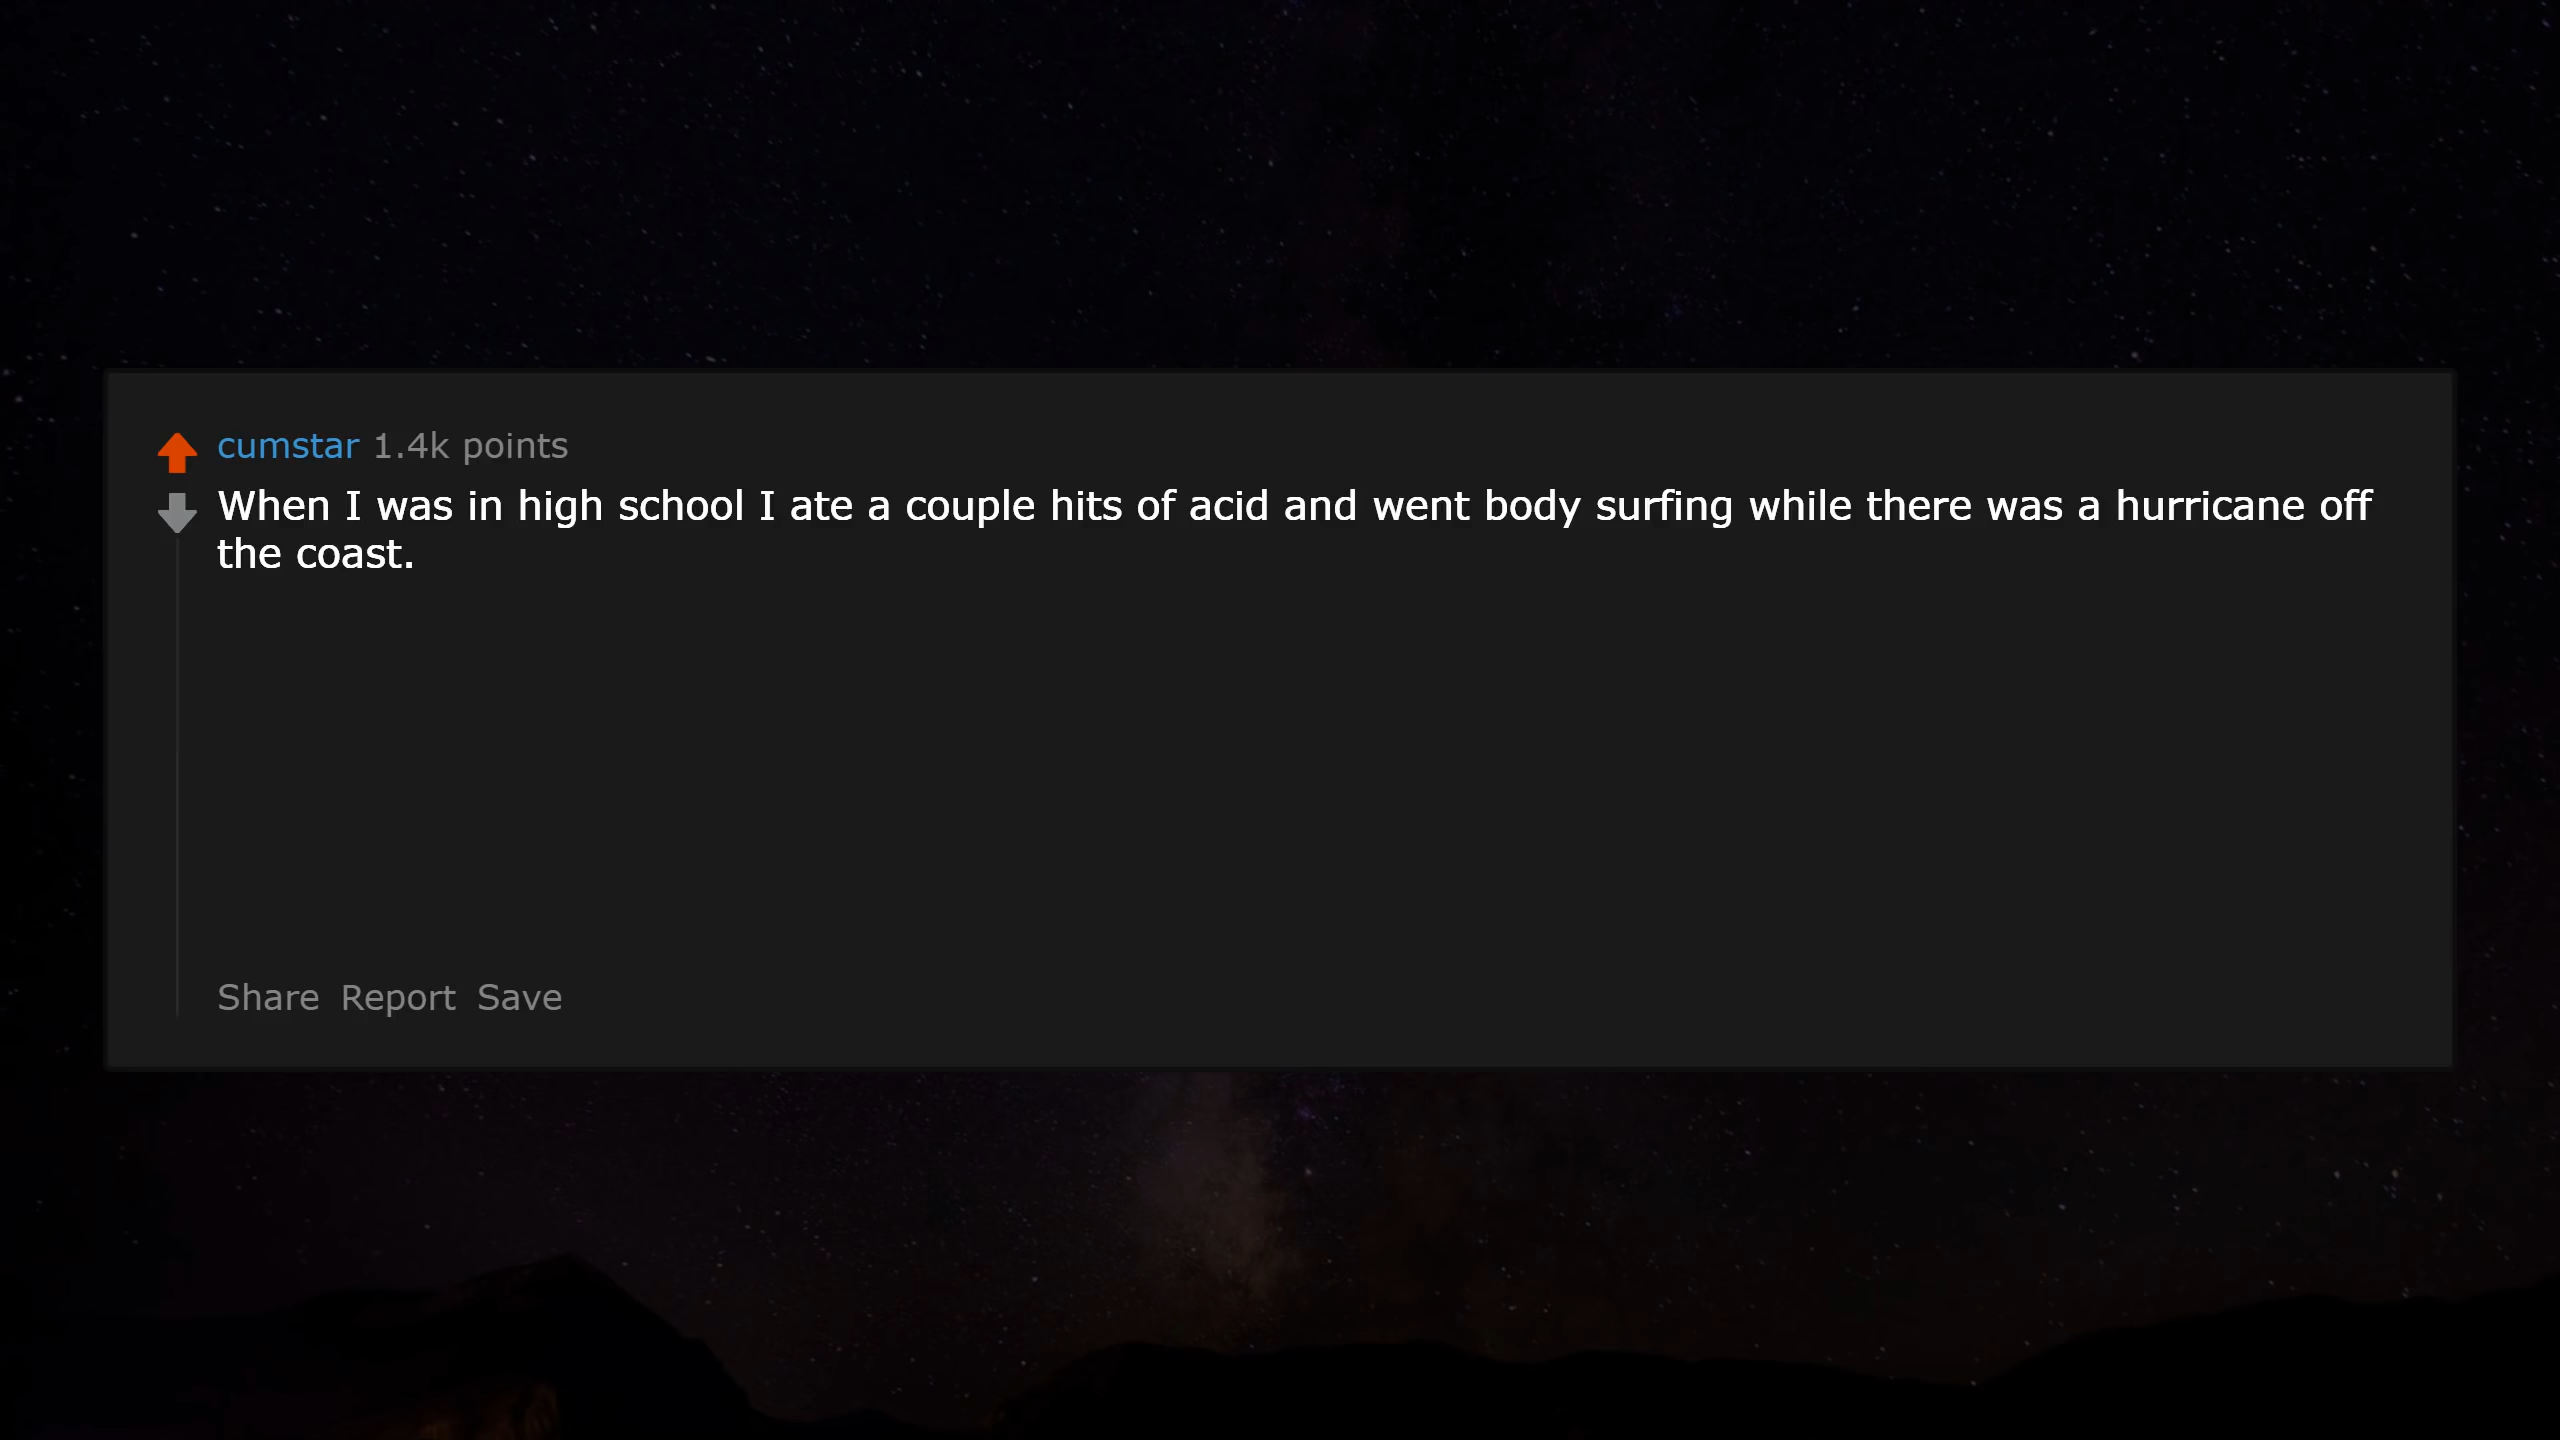 cumstar 1.4k points
When I was in high school I ate a couple hits of acid and went body surfing while there was a hurricane off
the coast.
Share Report Save